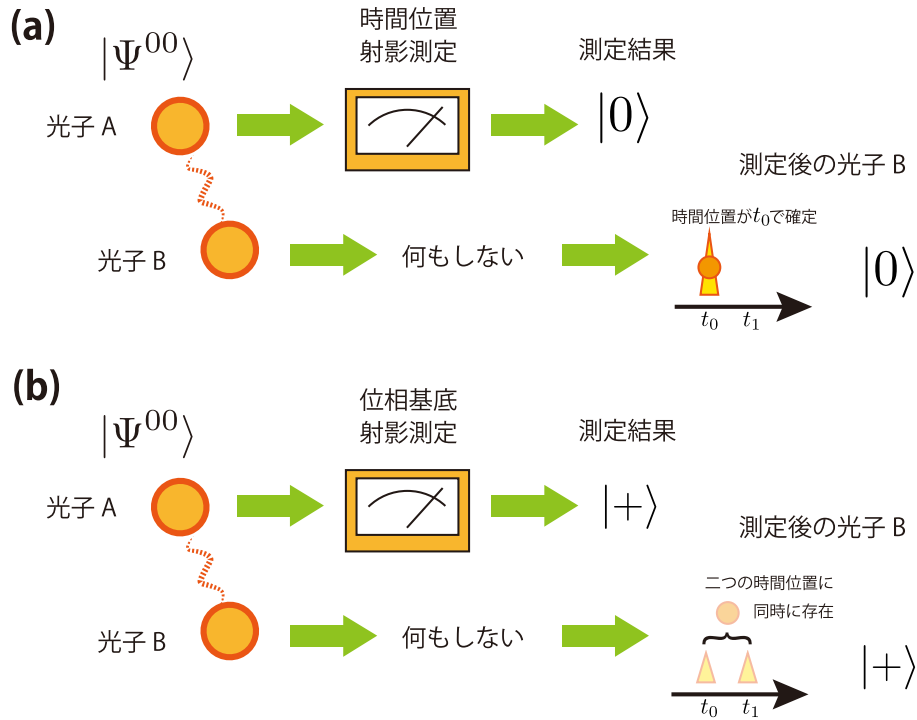 (a)
|Ψ⁰⁰⟩
時間位置
射影測定
測定結果
光子 A
|0⟩
測定後の光子 B
時間位置がt₀で確定
光子 B
何もしない
|0⟩
t₀
t₁
(b)
|Ψ⁰⁰⟩
位相基底
射影測定
測定結果
光子 A
|+⟩
測定後の光子 B
二つの時間位置に
同時に存在
光子 B
何もしない
|+⟩
t₀
t₁